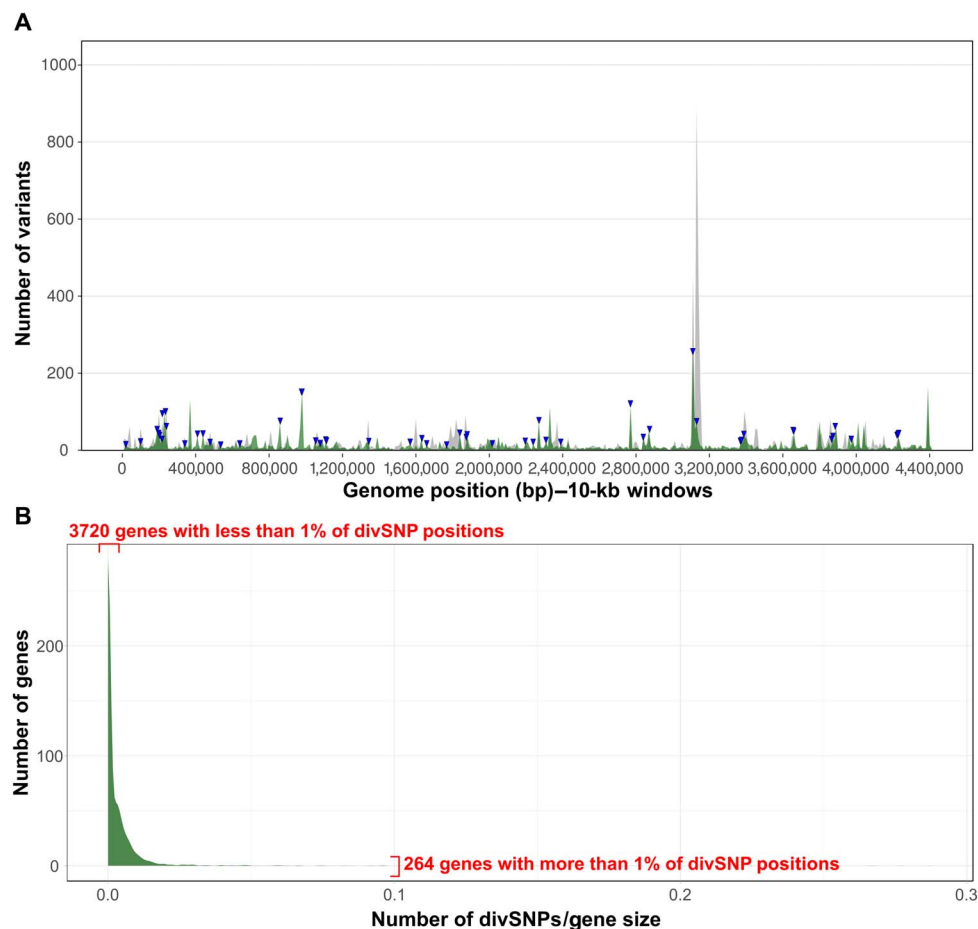 A
1000
800
600
400
200
0
Number of variants
0 400,000 800,000 1,200,000 1,600,000 2,000,000 2,400,000 2,800,000 3,200,000 3,600,000 4,000,000 4,400,000
Genome position (bp)–10-kb windows
B
3720 genes with less than 1% of divSNP positions
200
100
0
Number of genes
264 genes with more than 1% of divSNP positions
0.0 0.1 0.2 0.3
Number of divSNPs/gene size